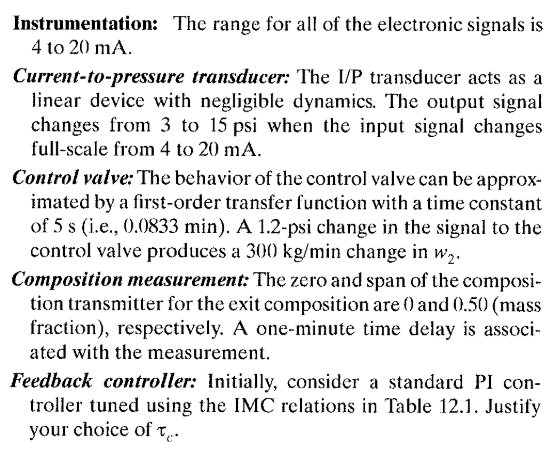 Instrumentation: The range for all of the electronic signals is
4 to 20 mA.
Current-to-pressure transducer: The I/P transducer acts as a
linear device with negligible dynamics. The output signal
changes from 3 to 15 psi when the input signal changes
full-scale from 4 to 20 mA.
Control valve: The behavior of the control valve can be approx-
imated by a first-order transfer function with a time constant
of 5 s (i.e., 0.0833 min). A 1.2-psi change in the signal to the
control valve produces a 300 kg/min change in w₂.
Composition measurement: The zero and span of the composi-
tion transmitter for the exit composition are 0 and 0.50 (mass
fraction), respectively. A one-minute time delay is associ-
ated with the measurement.
Feedback controller: Initially, consider a standard PI con-
troller tuned using the IMC relations in Table 12.1. Justify
your choice of τc.